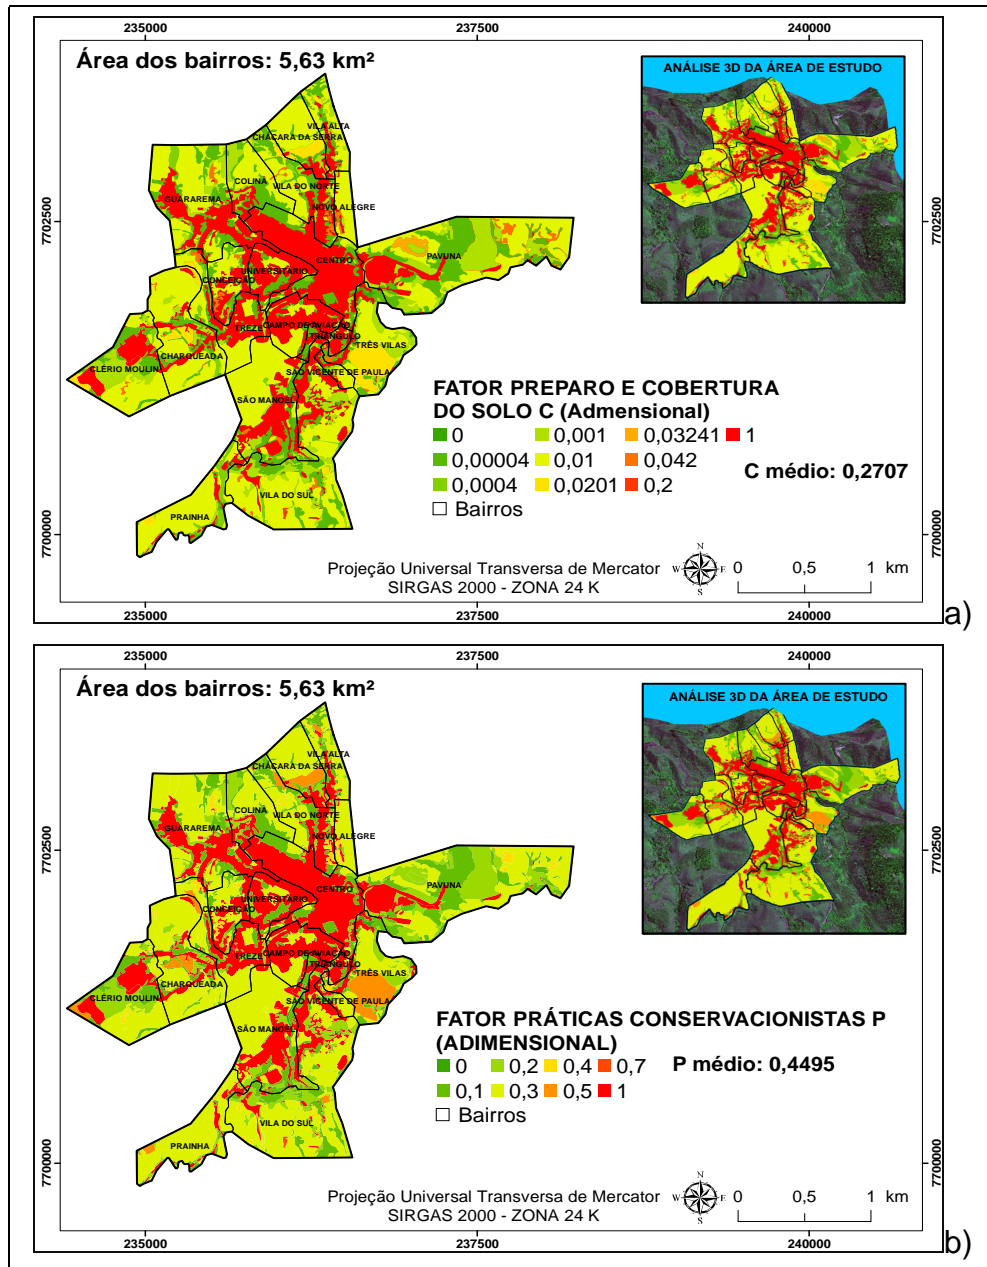 235000 237500 240000
Área dos bairros: 5,63 km²
ANÁLISE 3D DA ÁREA DE ESTUDO
VILA ALTA
CHÁCARA DA SERRA
COLINA
VILA DO NORTE
GUARAREMA
NOVO ALEGRE
7702500 7702500
CENTRO
PAVUNA
UNIVERSITÁRIO
CONCEIÇÃO
TREZE
CAMPO DE AVIAÇÃO
TRIÂNGULO
TRÊS VILAS
CHARQUEADA
CLÉRIO MOULIN
SÃO VICENTE DE PAULA
SÃO MANOEL
VILA DO SUL
PRAINHA
FATOR PREPARO E COBERTURA
DO SOLO C (Admensional)
0 0,001 0,03241 1
0,00004 0,01 0,042
0,0004 0,0201 0,2
C médio: 0,2707
Bairros
7700000 7700000
Projeção Universal Transversa de Mercator
SIRGAS 2000 - ZONA 24 K
N
W E
S
0 0,5 1 km
235000 237500 240000
a)
235000 237500 240000
Área dos bairros: 5,63 km²
ANÁLISE 3D DA ÁREA DE ESTUDO
VILA ALTA
CHÁCARA DA SERRA
COLINA
VILA DO NORTE
GUARAREMA
NOVO ALEGRE
7702500 7702500
CENTRO
PAVUNA
UNIVERSITÁRIO
CONCEIÇÃO
TREZE
CAMPO DE AVIAÇÃO
TRIÂNGULO
TRÊS VILAS
CHARQUEADA
CLÉRIO MOULIN
SÃO VICENTE DE PAULA
SÃO MANOEL
VILA DO SUL
PRAINHA
FATOR PRÁTICAS CONSERVACIONISTAS P
(ADIMENSIONAL)
0 0,2 0,4 0,7
0,1 0,3 0,5 1
P médio: 0,4495
Bairros
7700000 7700000
Projeção Universal Transversa de Mercator
SIRGAS 2000 - ZONA 24 K
N
W E
S
0 0,5 1 km
235000 237500 240000
b)